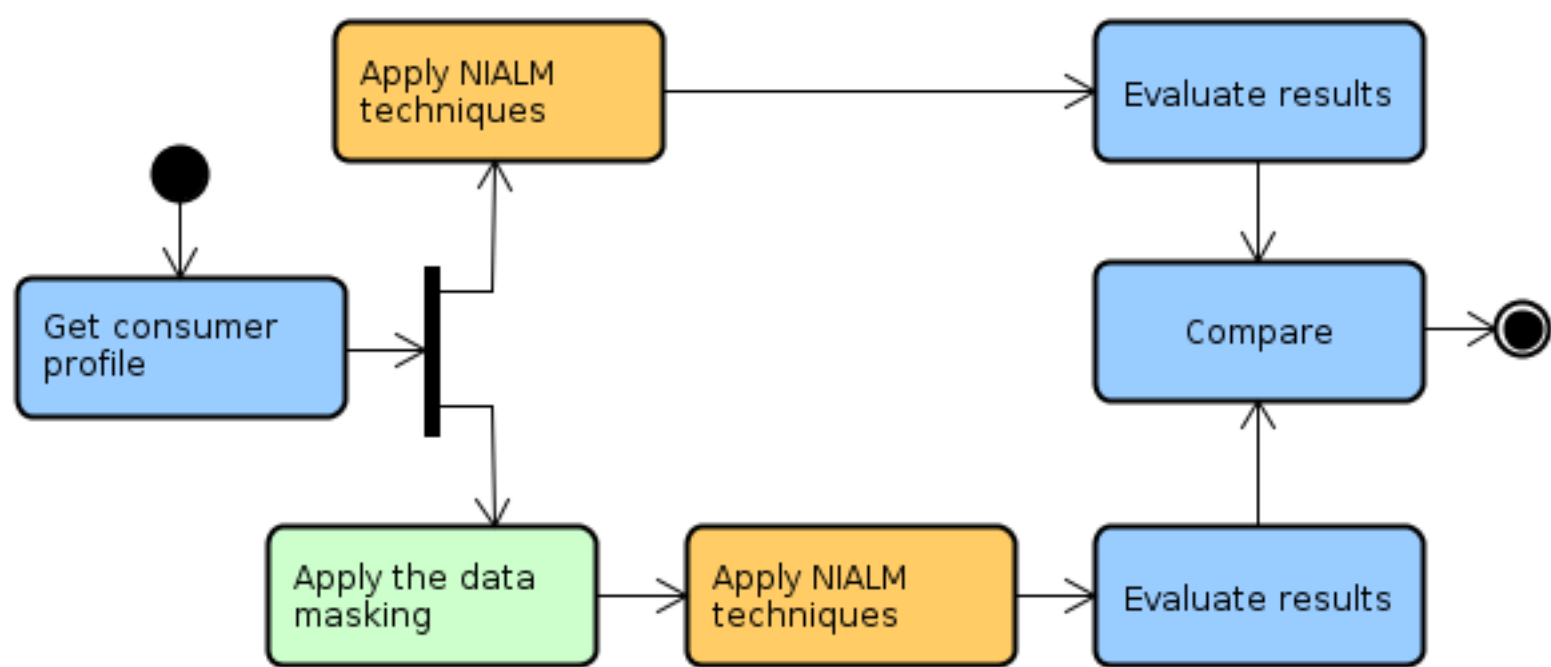 Apply NIALM
techniques
Evaluate results
Get consumer
profile
Compare
Apply the data
masking
Apply NIALM
techniques
Evaluate results